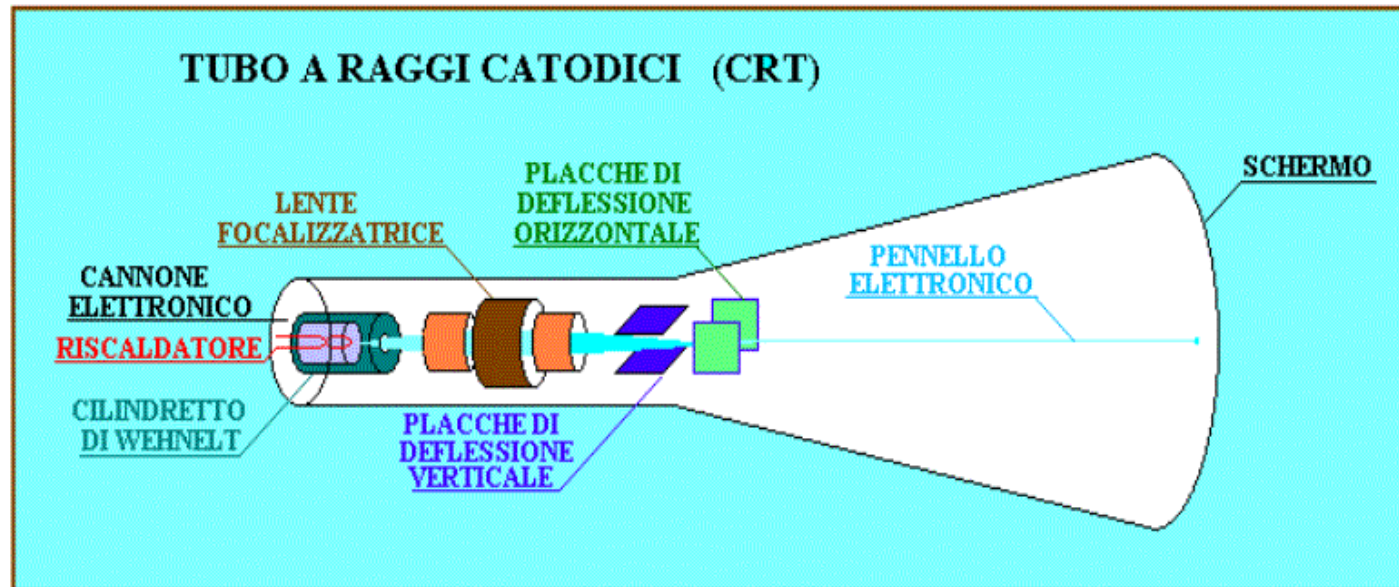 TUBO A RAGGI CATODICI (CRT)
PLACCHE DI
DEFLESSIONE
ORIZZONTALE
SCHERMO
LENTE
FOCALIZZATRICE
PENNELLO
ELETTRONICO
CANNONE
ELETTRONICO
RISCALDATORE
CILINDRETTO
DI WEHNELT
PLACCHE DI
DEFLESSIONE
VERTICALE